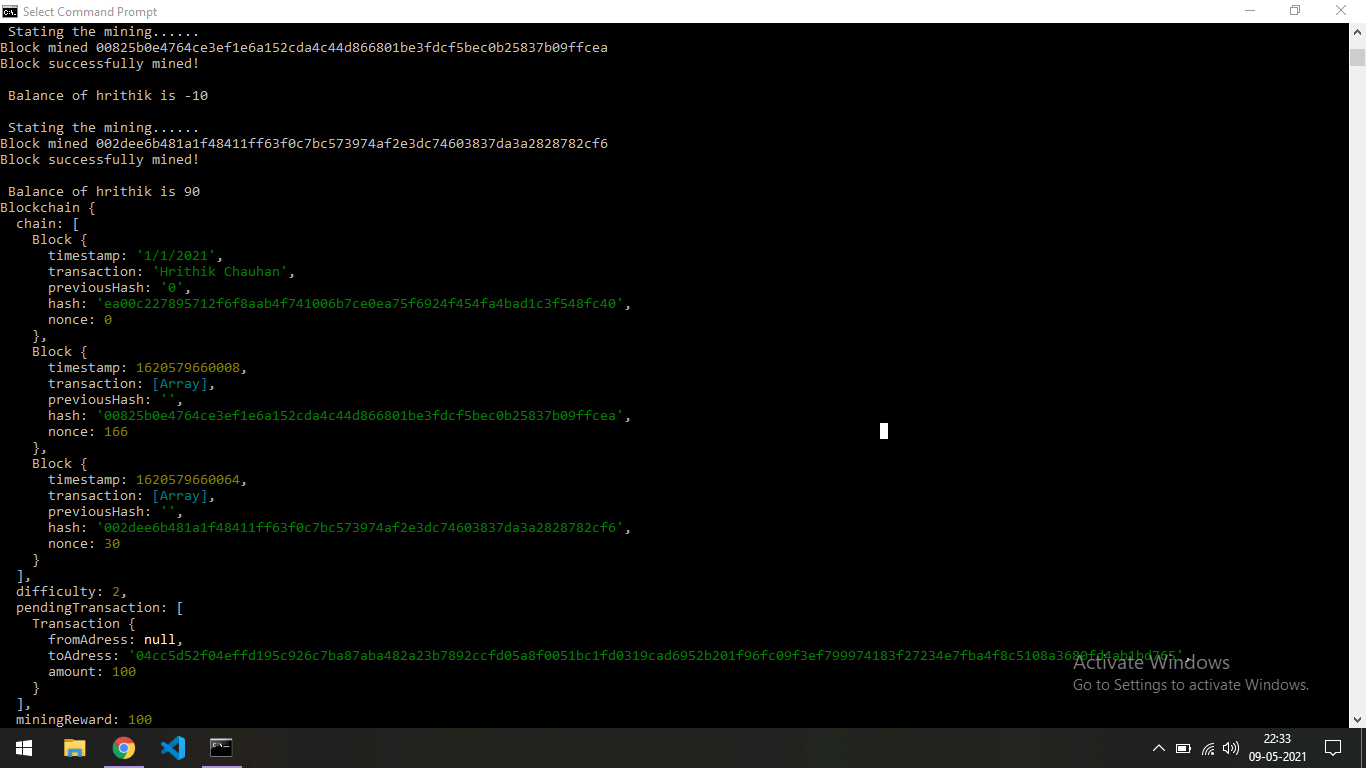 Select Command Prompt
Stating the mining......
Block mined 00825b0e4764ce3ef1e6a152cda4c44d866801be3fdcf5bec0b25837b09ffcea
Block successfully mined!
Balance of hrithik is -10
Stating the mining......
Block mined 002dee6b481a1f48411ff63f0c7bc573974af2e3dc74603837da3a2828782cf6
Block successfully mined!
Balance of hrithik is 90
Blockchain {
chain: [
Block {
timestamp: '1/1/2021',
transaction: 'Hrithik Chauhan',
previousHash: '0',
hash: 'ea00c227895712f6f8aab4f741006b7ce0ea75f6924f454fa4bad1c3f548fc40',
nonce: 0
},
Block {
timestamp: 1620579660008,
transaction: [Array],
previousHash: '',
hash: '00825b0e4764ce3ef1e6a152cda4c44d866801be3fdcf5bec0b25837b09ffcea',
nonce: 166
},
Block {
timestamp: 1620579660064,
transaction: [Array],
previousHash: '',
hash: '002dee6b481a1f48411ff63f0c7bc573974af2e3dc74603837da3a2828782cf6',
nonce: 30
}
],
difficulty: 2,
pendingTransaction: [
Transaction {
fromAdress: null,
toAdress: '04cc5d52f04effd195c926c7ba87aba482a23b7892ccfd05a8f0051bc1fd0319cad6952b201f96fc09f3ef799974183f27234e7fba4f8c5108a3680fd4ab1bd765',
amount: 100
}
],
miningReward: 100
Activate Windows
Go to Settings to activate Windows.
22:33
09-05-2021